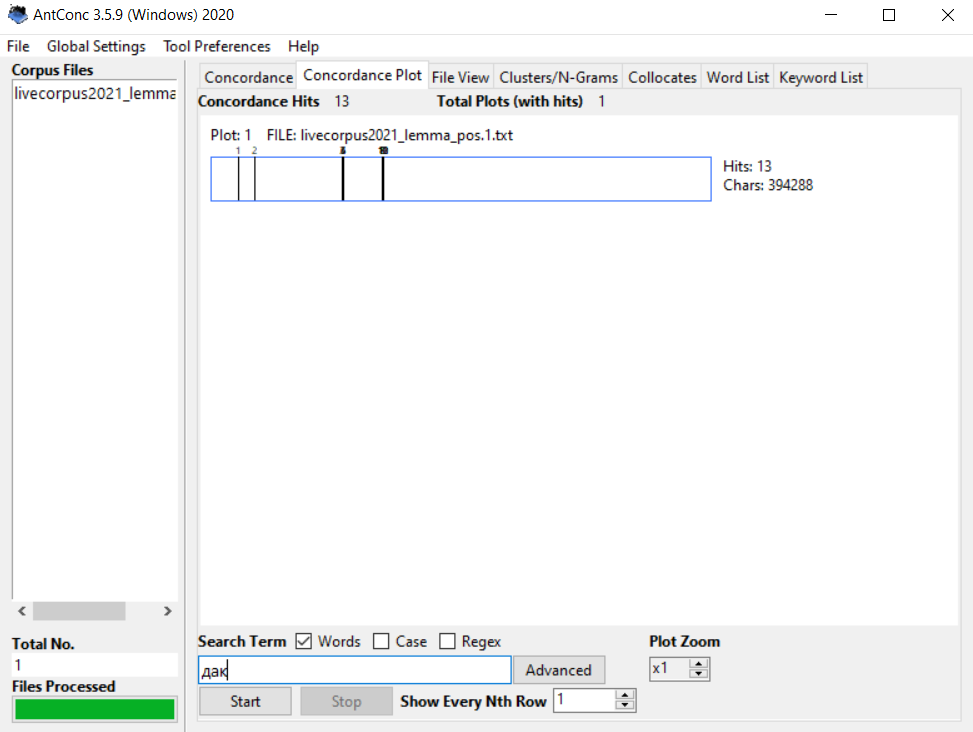 AntConc 3.5.9 (Windows) 2020
File Global Settings Tool Preferences Help
Corpus Files
livecorpus2021_lemma
Concordance Concordance Plot File View Clusters/N-Grams Collocates Word List Keyword List
Concordance Hits 13 Total Plots (with hits) 1
Plot: 1 FILE: livecorpus2021_lemma_pos.1.txt
1 2
Hits: 13
Chars: 394288
Total No.
1
Files Processed
Search Term Words Case Regex Plot Zoom
дак Advanced x1
Start Stop Show Every Nth Row 1